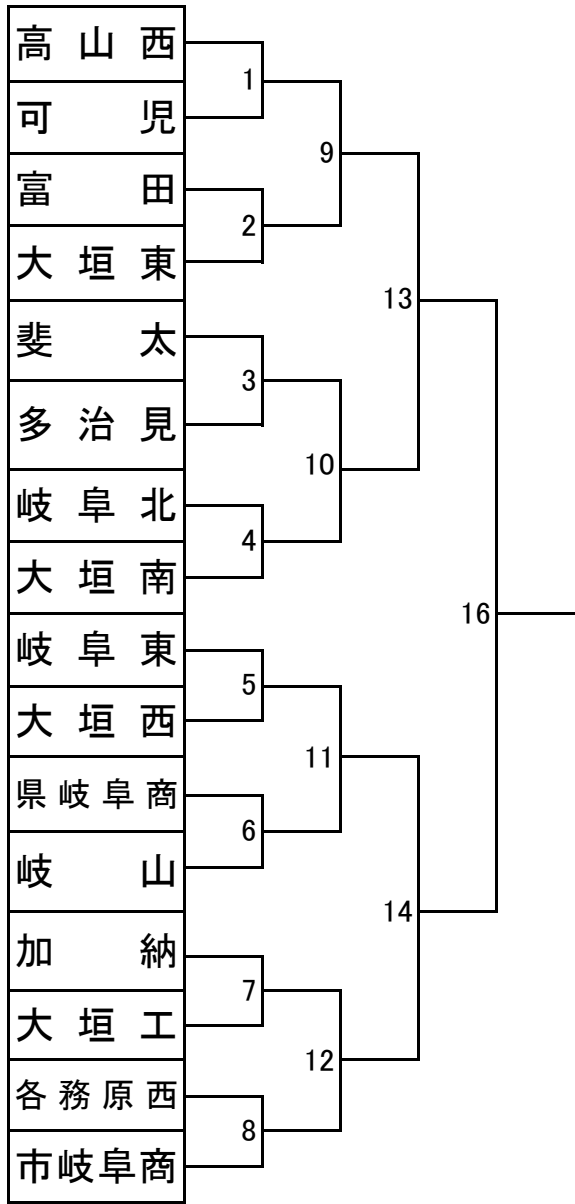 高山西
1
可児
9
富田
2
大垣東
13
斐太
3
多治見
10
岐阜北
4
大垣南
16
岐阜東
5
大垣西
11
県岐阜商
6
岐山
14
加納
7
大垣工
12
各務原西
8
市岐阜商